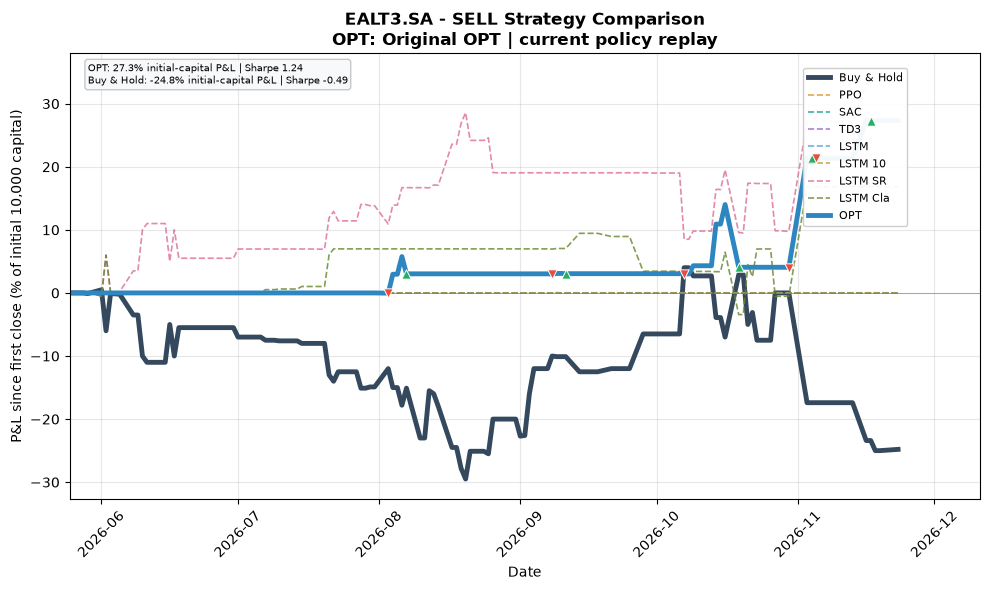 EALT3.SA - SELL Strategy Comparison
OPT: Original OPT | current policy replay
OPT: 27.3% initial-capital P&L | Sharpe 1.24
Buy & Hold: -24.8% initial-capital P&L | Sharpe -0.49
Buy & Hold
PPO
SAC
TD3
LSTM
LSTM 10
LSTM SR
LSTM Cla
OPT
P&L since first close (% of initial 10,000 capital)
30
20
10
0
−10
−20
−30
2026-06
2026-07
2026-08
2026-09
2026-10
2026-11
2026-12
Date